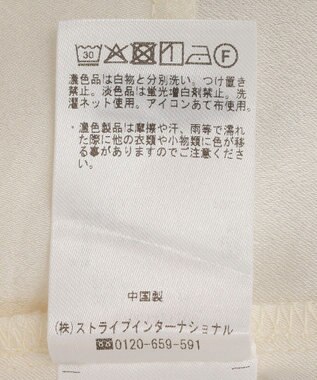 30 F
濃色品は白物と分別洗い。つけ置き
禁止。淡色品は蛍光増白剤禁止。洗
濯ネット使用。アイロンあて布使用。
・濃色製品は摩擦や汗、雨等で濡れ
た際に他の衣類や小物類に色が移
る事がありますのでご注意くださ
い。
中国製
(株)ストライプインターナショナル
0120-659-591